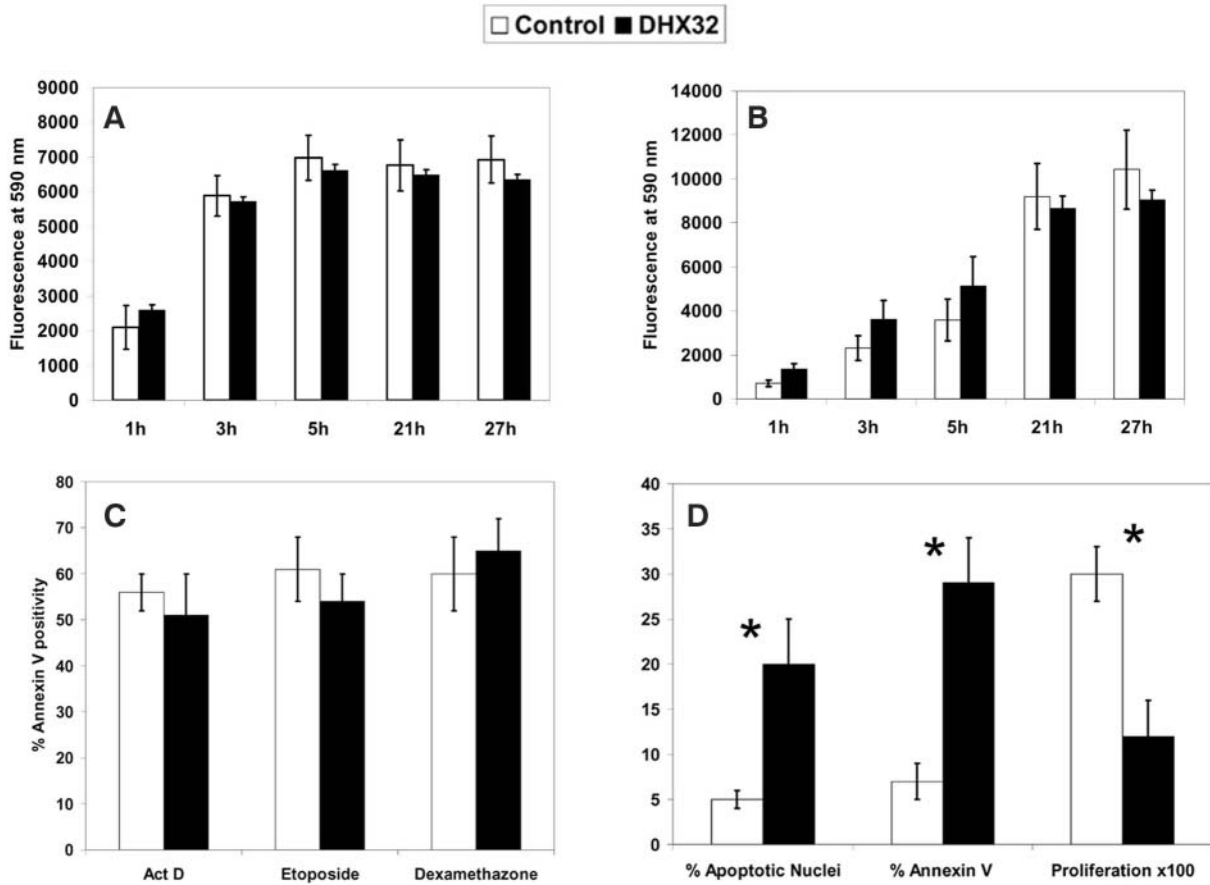 Control DHX32
A
Fluorescence at 590 nm
9000
8000
7000
6000
5000
4000
3000
2000
1000
0
1h 3h 5h 21h 27h
B
Fluorescence at 590 nm
14000
12000
10000
8000
6000
4000
2000
0
1h 3h 5h 21h 27h
C
% Annexin V positivity
80
70
60
50
40
30
20
10
0
Act D Etoposide Dexamethazone
D
40
35
30
25
20
15
10
5
0
* * *
% Apoptotic Nuclei % Annexin V Proliferation x100